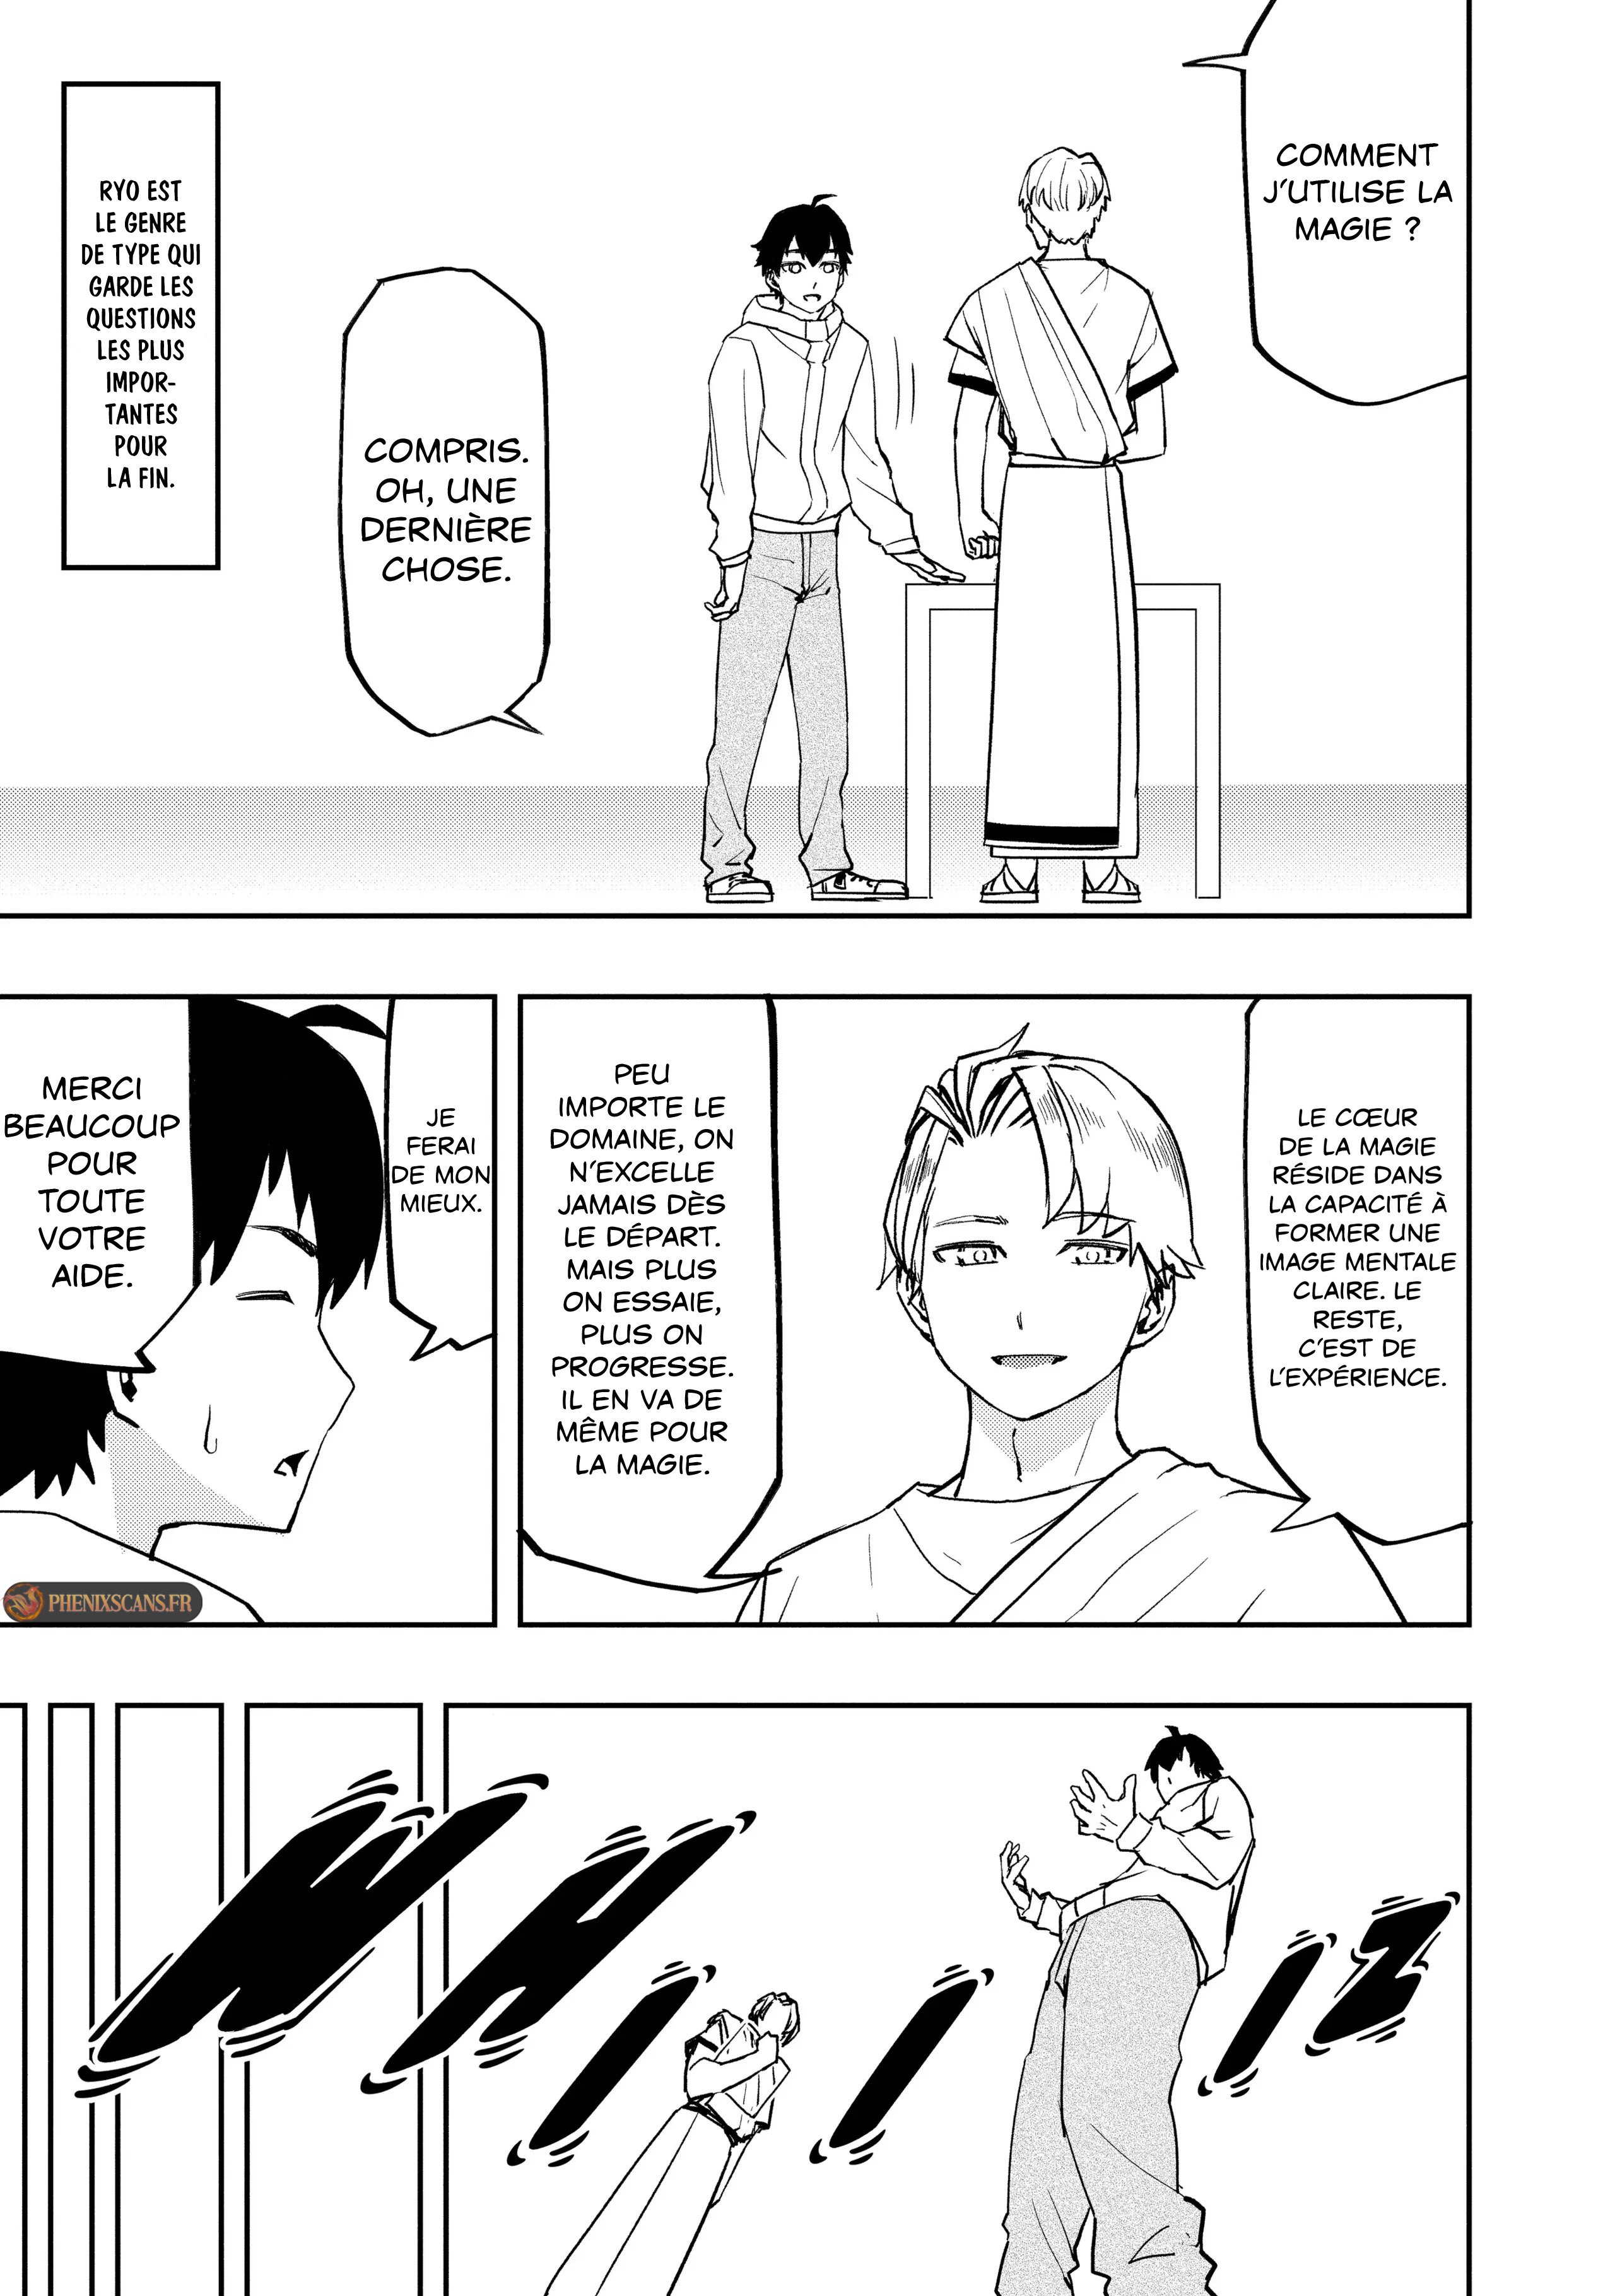 COMPRIS.
OH, UNE
DERNIÈRE
CHOSE.
COMMENT
J'UTILISE LA
MAGIE ?
RYO EST
LE GENRE
DE TYPE QUI
GARDE LES
QUESTIONS
LES PLUS
IMPOR-
TANTES
POUR
LA FIN.
LE CŒUR
DE LA MAGIE
RÉSIDE DANS
LA CAPACITÉ À
FORMER UNE
IMAGE MENTALE
CLAIRE. LE
RESTE,
C'EST DE
L'EXPÉRIENCE.
PEU
IMPORTE LE
DOMAINE, ON
N'EXCELLE
JAMAIS DÈS
LE DÉPART.
MAIS PLUS
ON ESSAIE,
PLUS ON
PROGRESSE.
IL EN VA DE
MÊME POUR
LA MAGIE.
JE
FERAI
DE MON
MIEUX.
MERCI
BEAUCOUP
POUR
TOUTE
VOTRE
AIDE.
PHENIXSCANS.FR
WHIIIZ